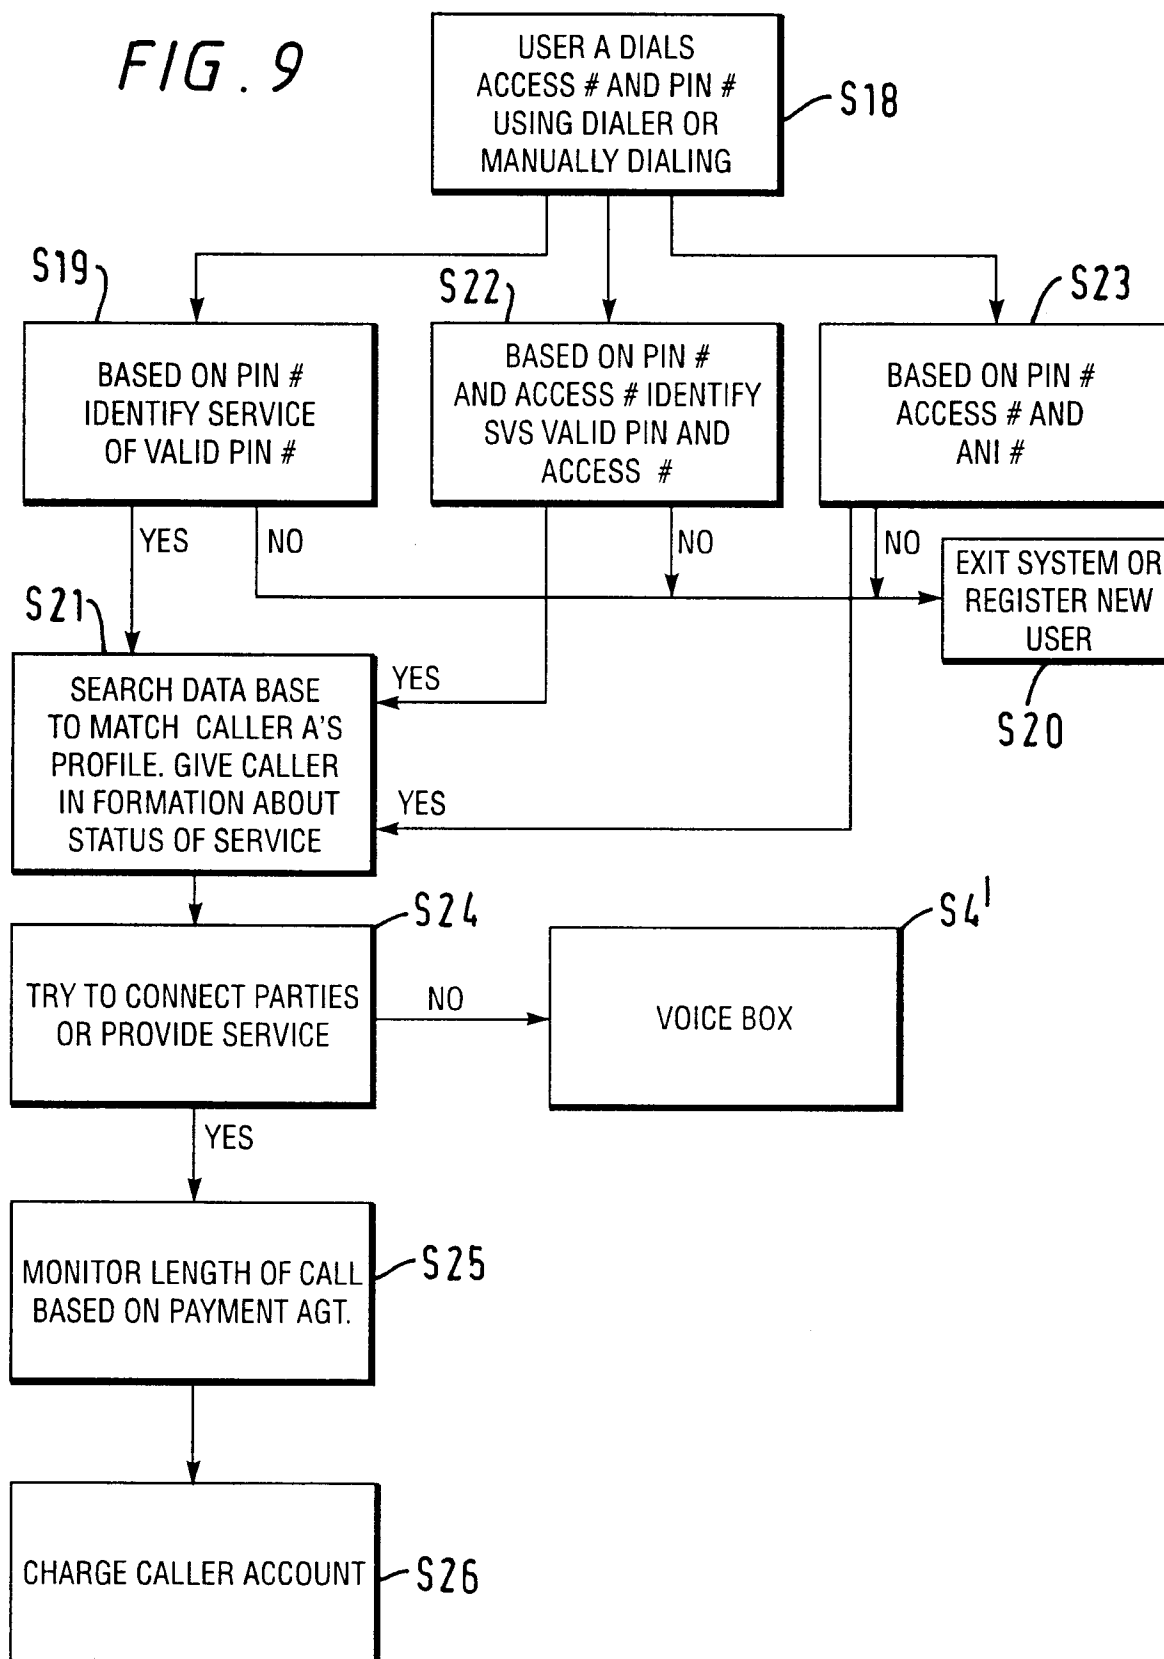 FIG. 9
USER A DIALS
ACCESS # AND PIN #
USING DIALER OR
MANUALLY DIALING
S18
S19
S22
S23
BASED ON PIN #
IDENTIFY SERVICE
OF VALID PIN #
BASED ON PIN #
AND ACCESS # IDENTIFY
SVS VALID PIN AND
ACCESS #
BASED ON PIN #
ACCESS # AND
ANI #
YES
NO
NO
NO
EXIT SYSTEM OR
REGISTER NEW
USER
S20
S21
SEARCH DATA BASE
TO MATCH CALLER A'S
PROFILE. GIVE CALLER
IN FORMATION ABOUT
STATUS OF SERVICE
YES
YES
S24
TRY TO CONNECT PARTIES
OR PROVIDE SERVICE
NO
S4'
VOICE BOX
YES
MONITOR LENGTH OF CALL
BASED ON PAYMENT AGT.
S25
CHARGE CALLER ACCOUNT
S26